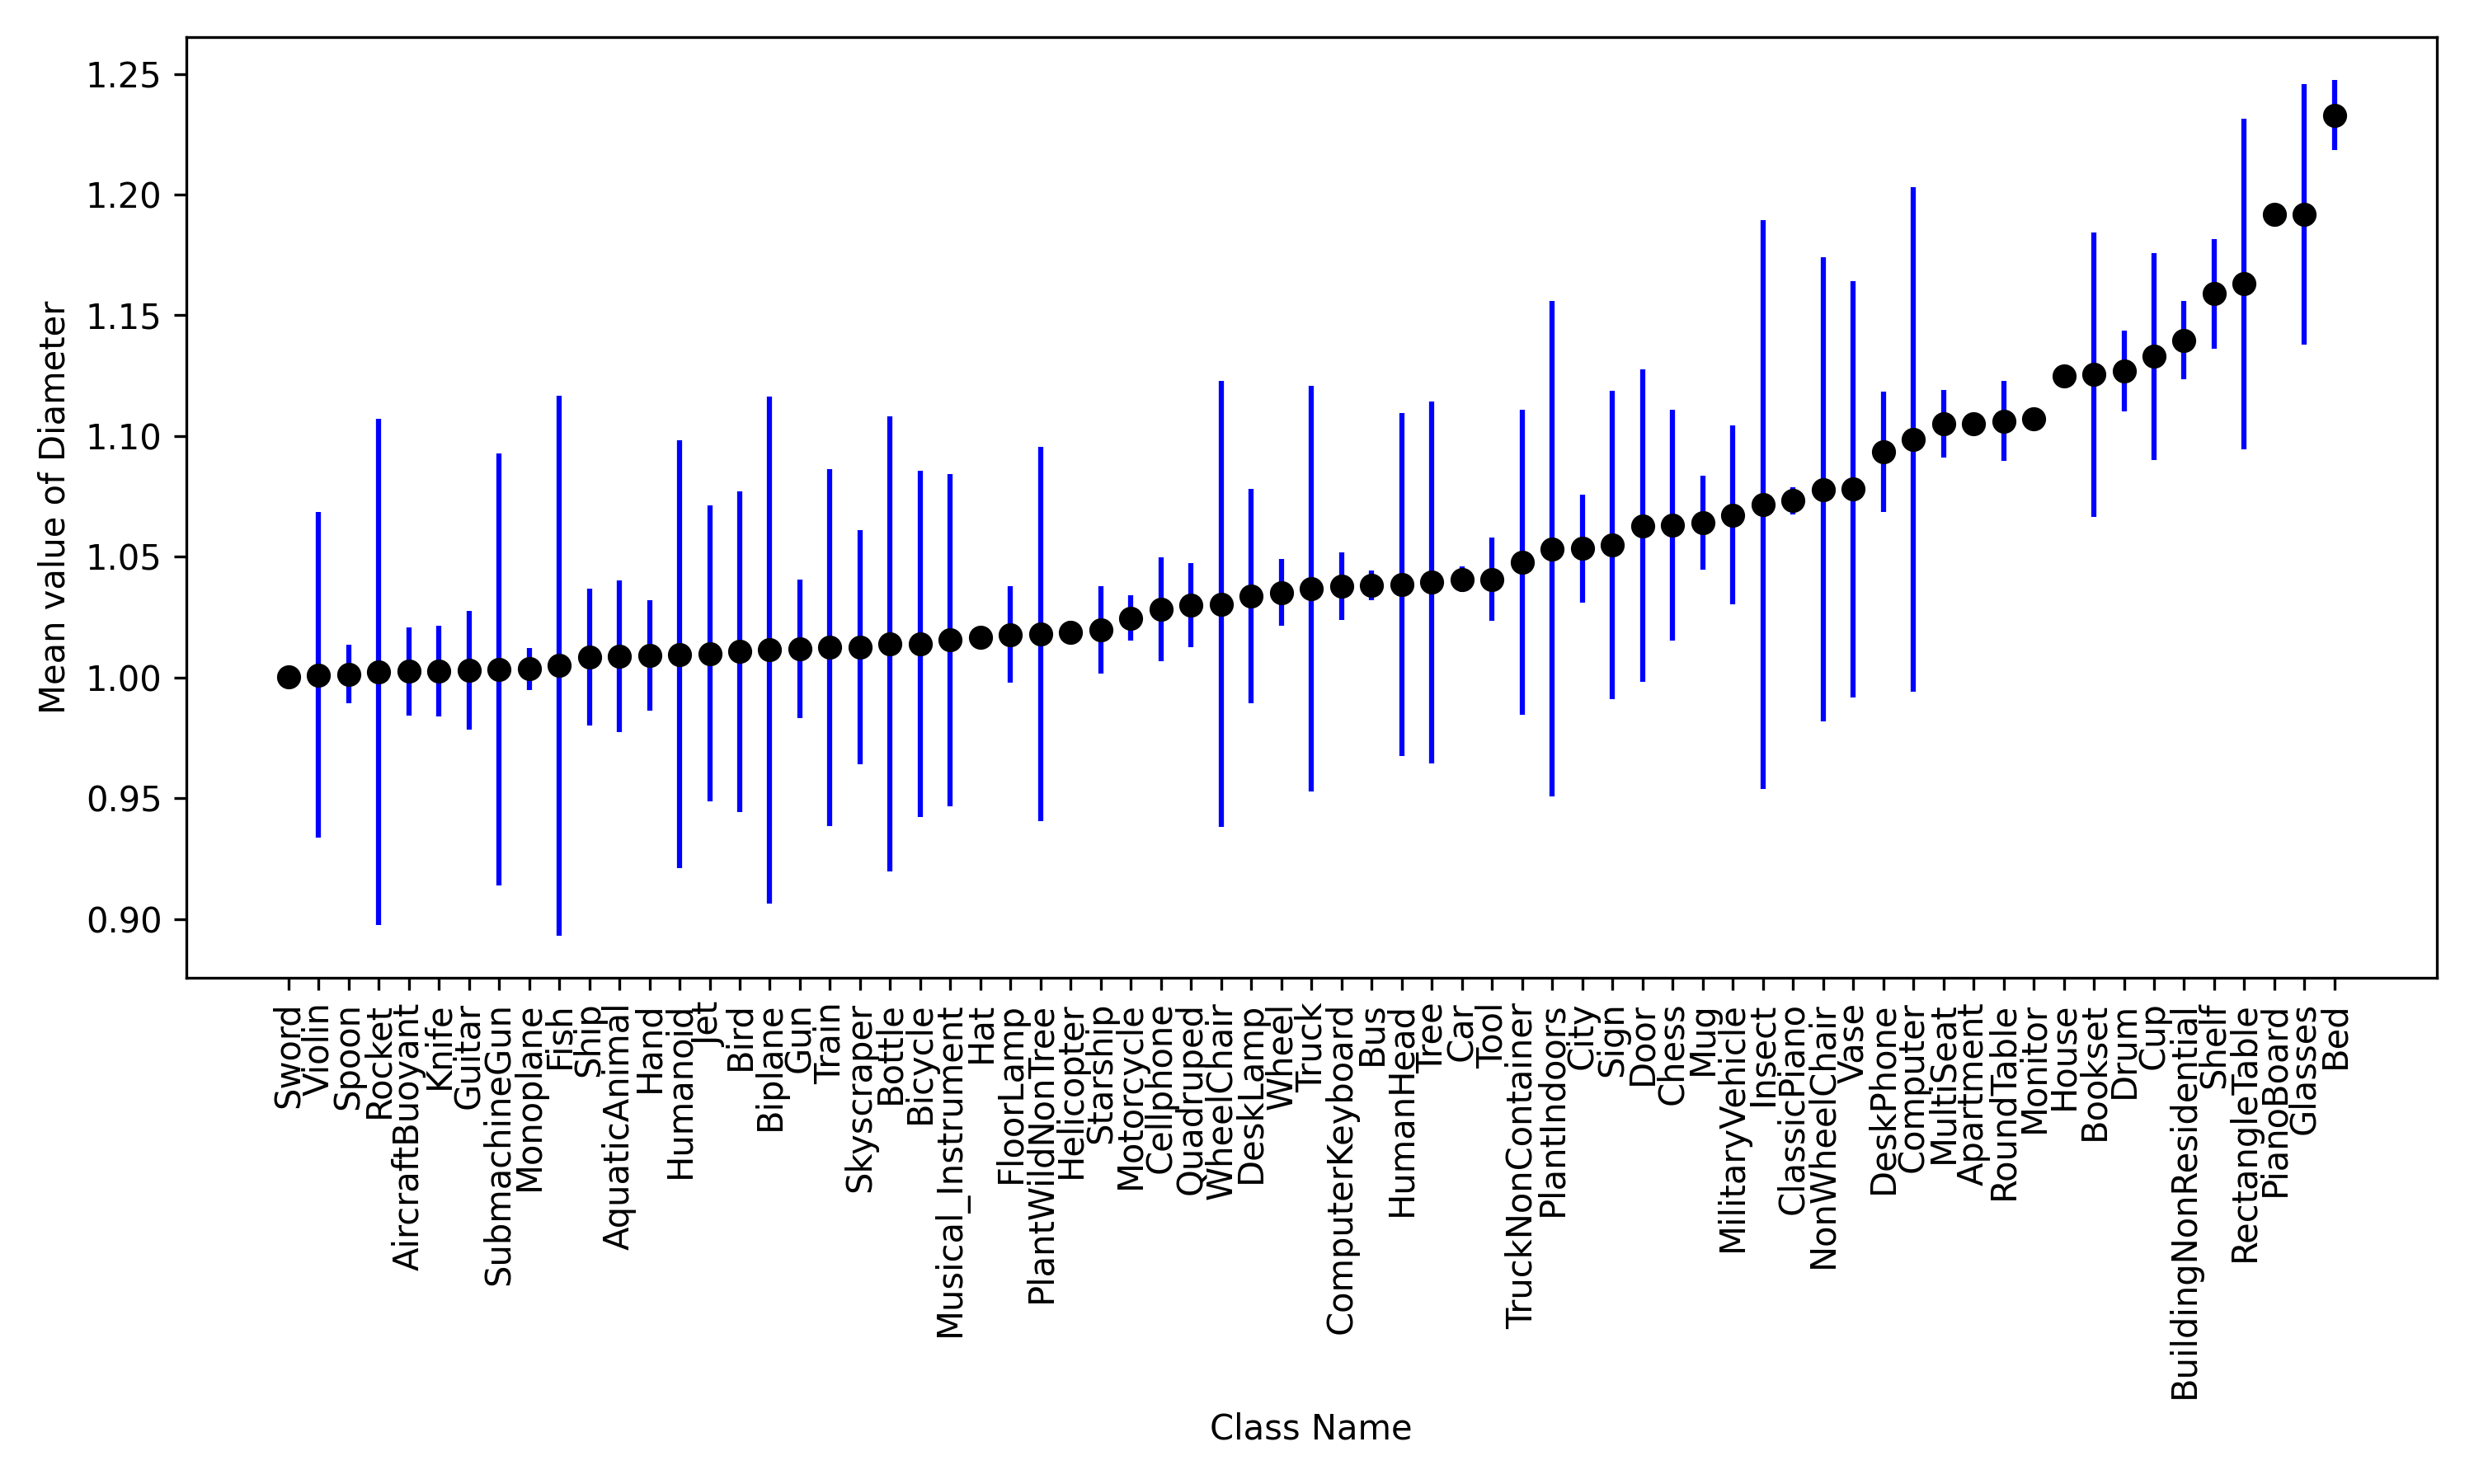 1.25
1.20
1.15
1.10
1.05
1.00
0.95
0.90
Mean value of Diameter
Sword
Violin
Spoon
Rocket
AircraftBuoyant
Knife
Gutiar
SubmachineGun
Monoplane
Fish
Ship
AquaticAnimal
Hand
Humanoid
Jet
Bird
Biplane
Gun
Train
Skyscraper
Bottle
Bicycle
Musical_Instrument
Hat
FloorLamp
PlantWildNonTree
Helicopter
Starship
Motorcycle
Cellphone
Quadruped
WheelChair
DeskLamp
Wheel
Truck
ComputerKeyboard
Bus
HumanHead
Tree
Car
Tool
TruckNonContainer
PlantIndoors
City
Sign
Door
Chess
Mug
MilitaryVehicle
Insect
ClassicPiano
NonWheelChair
Vase
DeskPhone
Computer
MultiSeat
Apartment
RoundTable
Monitor
House
Bookset
Drum
Cup
BuildingNonResidential
Shelf
RectangleTable
PianoBoard
Glasses
Bed
Class Name